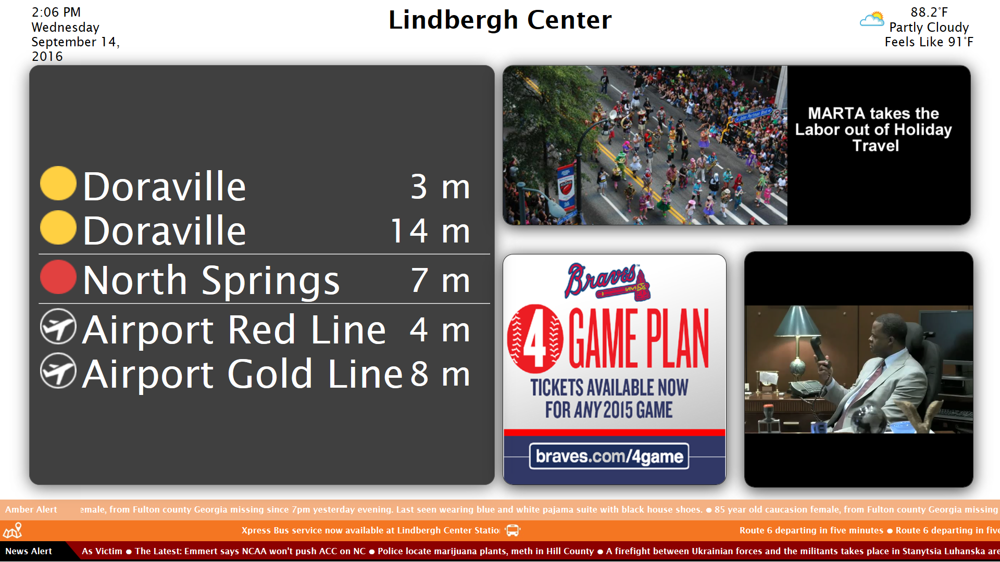 2:06 PM
Wednesday
September 14,
2016
Lindbergh Center
88.2°F
Partly Cloudy
Feels Like 91°F
Doraville 3 m
Doraville 14 m
North Springs 7 m
Airport Red Line 4 m
Airport Gold Line 8 m
John Portman Blvd
MARTA takes the
Labor out of Holiday
Travel
Braves
4 GAME PLAN
TICKETS AVAILABLE NOW
FOR ANY 2015 GAME
braves.com/4game
Amber Alert emale, from Fulton county Georgia missing since 7pm yesterday evening. Last seen wearing blue and white pajama suite with black house shoes. ● 85 year old caucasion female, from Fulton county Georgia missing
Xpress Bus service now available at Lindbergh Center Statio Route 6 departing in five minutes ● Route 6 departing in five
News Alert As Victim ● The Latest: Emmert says NCAA won't push ACC on NC ● Police locate marijuana plants, meth in Hill County ● A firefight between Ukrainian forces and the militants takes place in Stanytsia Luhanska are